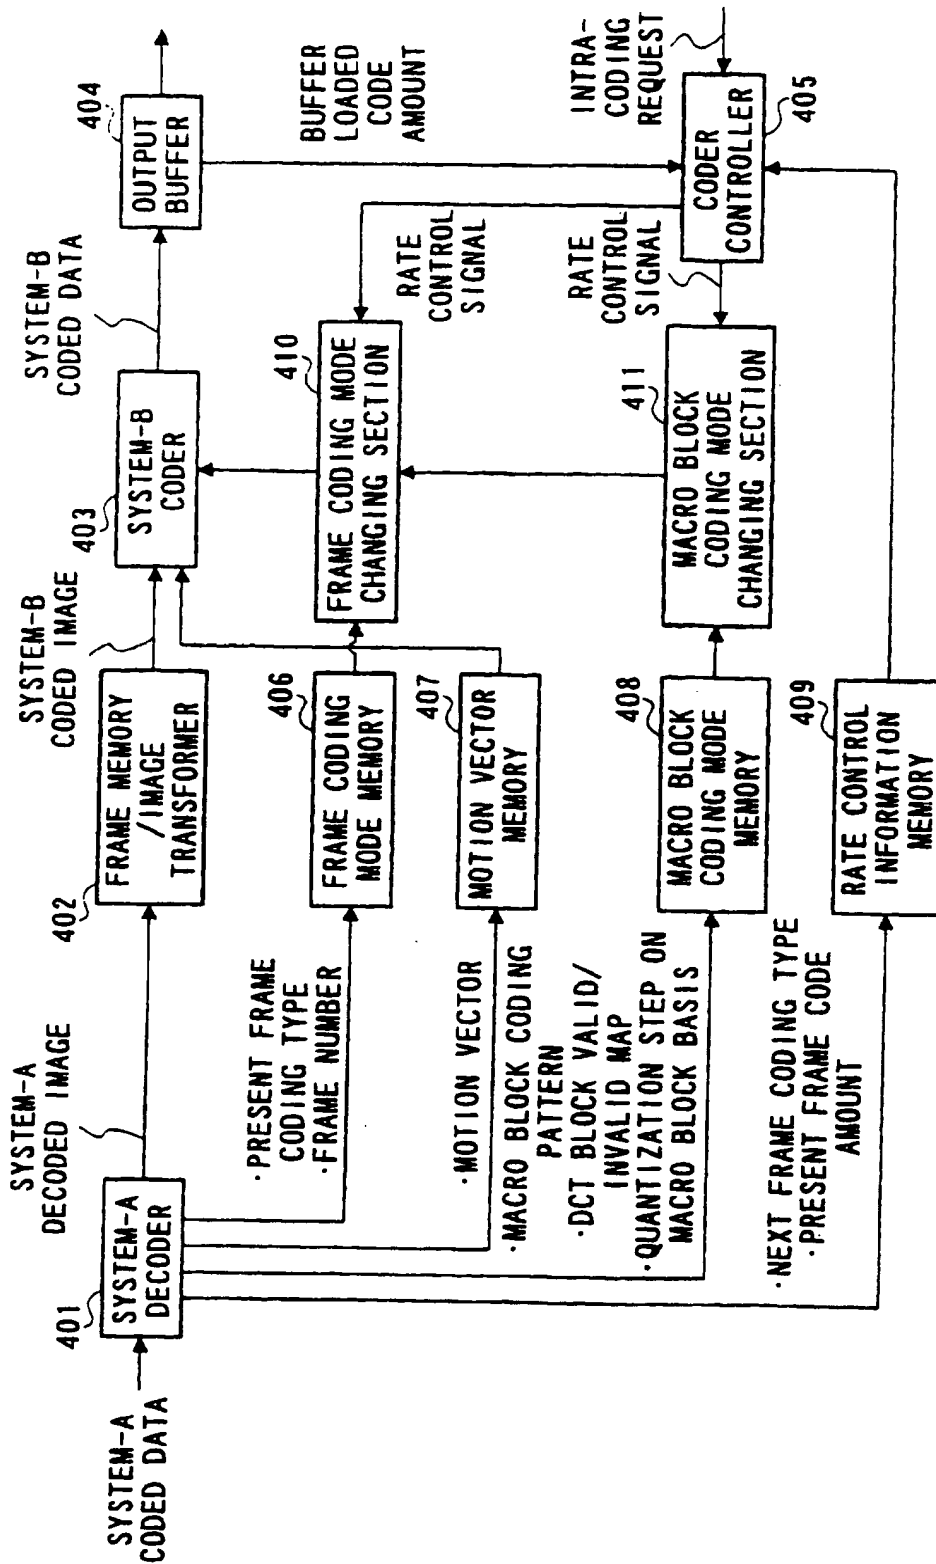 SYSTEM-A
CODED DATA
401
SYSTEM-A
DECODER
SYSTEM-A
DECODED IMAGE
402
FRAME MEMORY
/IMAGE
TRANSFORMER
SYSTEM-B
CODED IMAGE
403
SYSTEM-B
CODER
SYSTEM-B
CODED DATA
404
OUTPUT
BUFFER
·PRESENT FRAME
CODING TYPE
·FRAME NUMBER
406
FRAME CODING
MODE MEMORY
410
FRAME CODING MODE
CHANGING SECTION
RATE
CONTROL
SIGNAL
BUFFER
LOADED
CODE
AMOUNT
·MOTION VECTOR
407
MOTION VECTOR
MEMORY
·MACRO BLOCK CODING
PATTERN
·DCT BLOCK VALID/
INVALID MAP
·QUANTIZATION STEP ON
MACRO BLOCK BASIS
408
MACRO BLOCK
CODING MODE
MEMORY
411
MACRO BLOCK
CODING MODE
CHANGING SECTION
RATE
CONTROL
SIGNAL
INTRA-
CODING
REQUEST
CODER
CONTROLLER
405
·NEXT FRAME CODING TYPE
·PRESENT FRAME CODE
AMOUNT
409
RATE CONTROL
INFORMATION
MEMORY